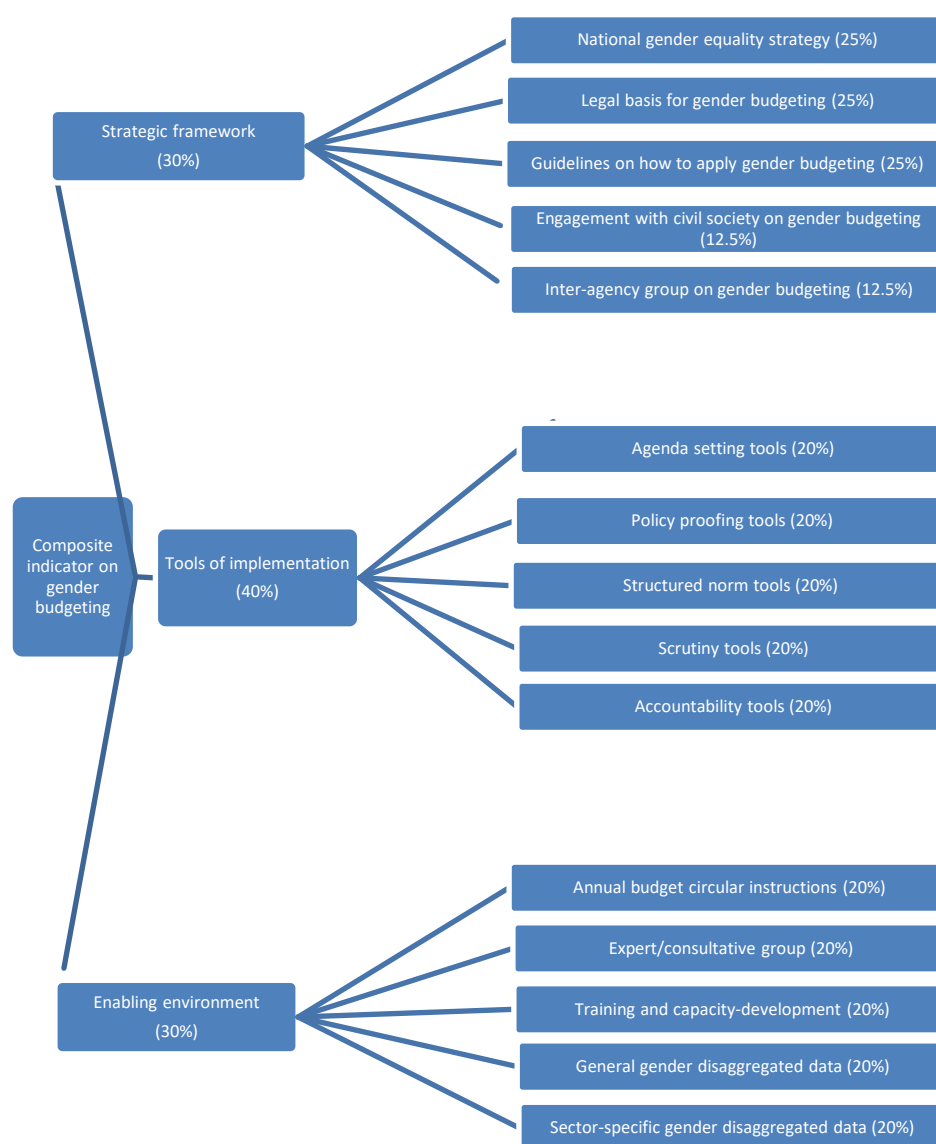 National gender equality strategy (25%)
Legal basis for gender budgeting (25%)
Strategic framework
(30%)
Guidelines on how to apply gender budgeting (25%)
Engagement with civil society on gender budgeting
(12.5%)
Inter-agency group on gender budgeting (12.5%)
Agenda setting tools (20%)
Policy proofing tools (20%)
Composite
indicator on
gender
budgeting
Tools of implementation
(40%)
Structured norm tools (20%)
Scrutiny tools (20%)
Accountability tools (20%)
Annual budget circular instructions (20%)
Expert/consultative group (20%)
Enabling environment
(30%)
Training and capacity-development (20%)
General gender disaggregated data (20%)
Sector-specific gender disaggregated data (20%)